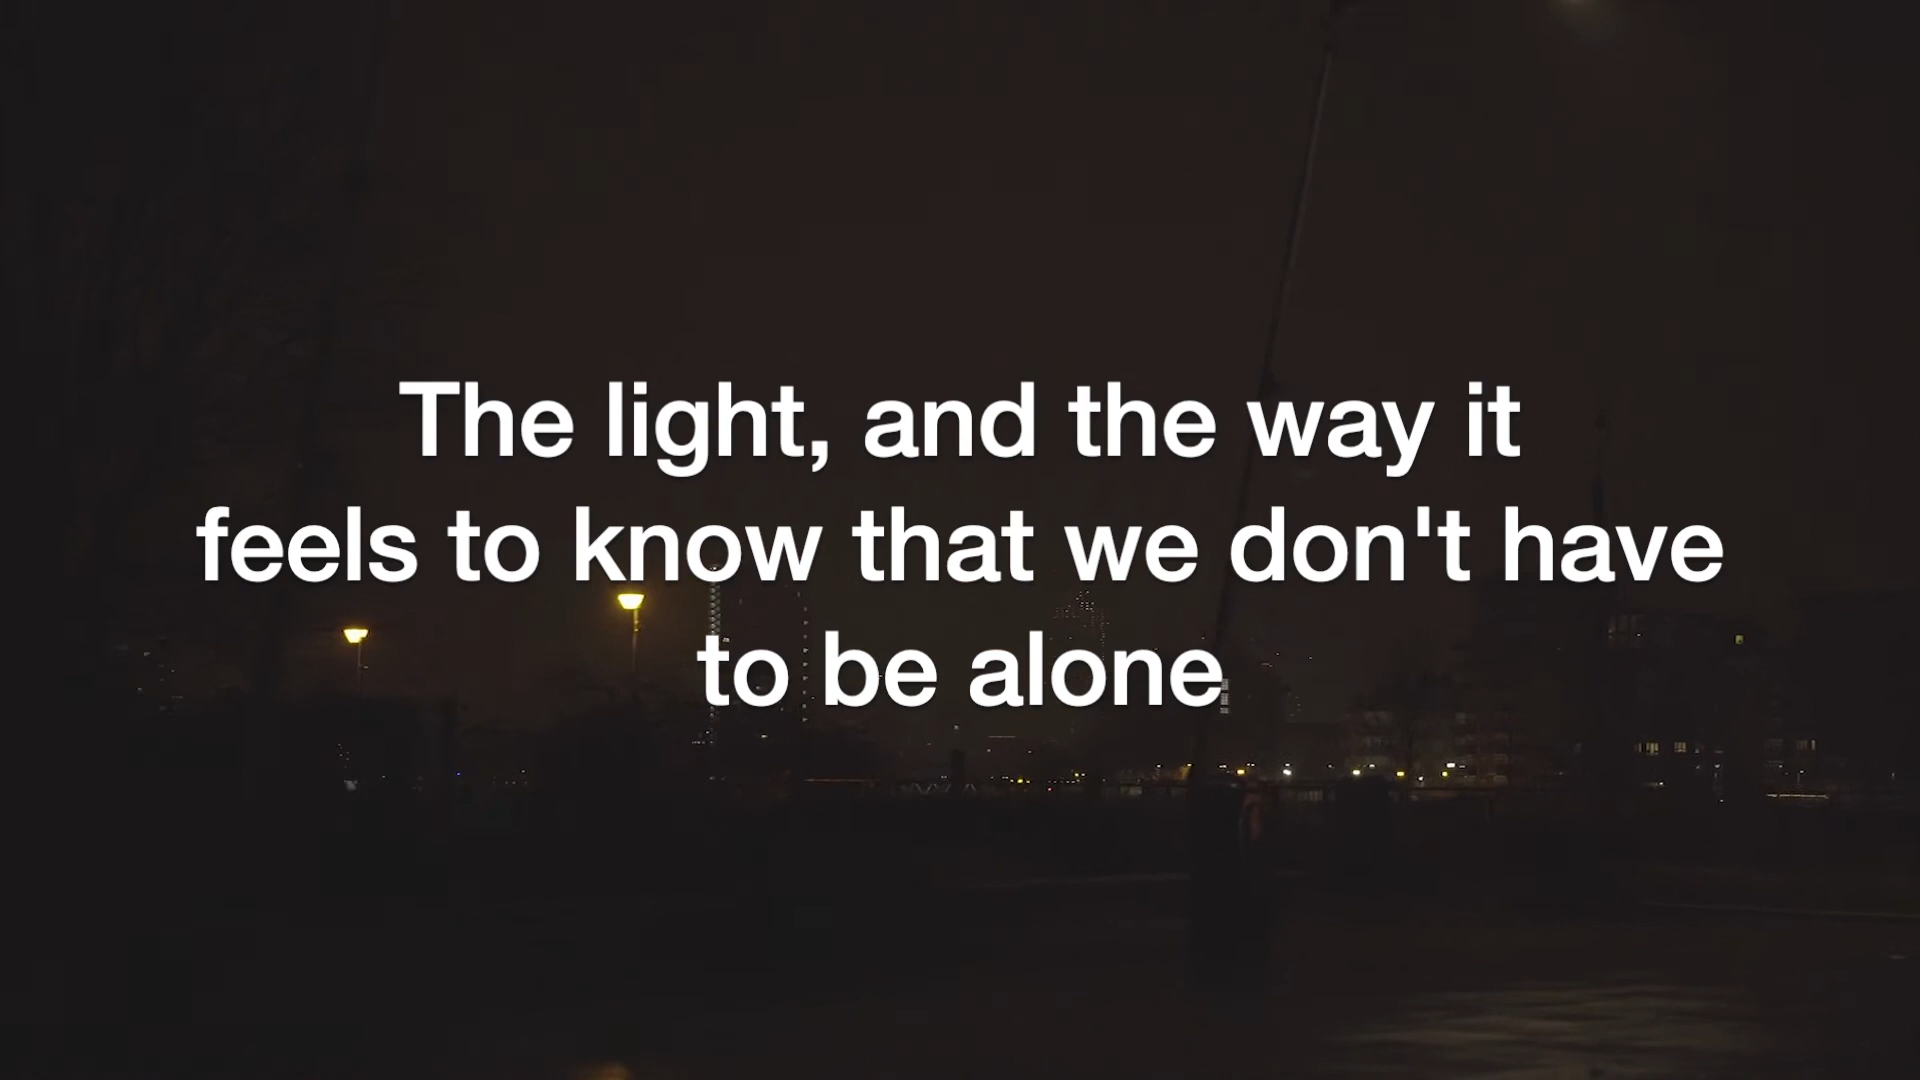 The light, and the way it
feels to know that we don't have
to be alone